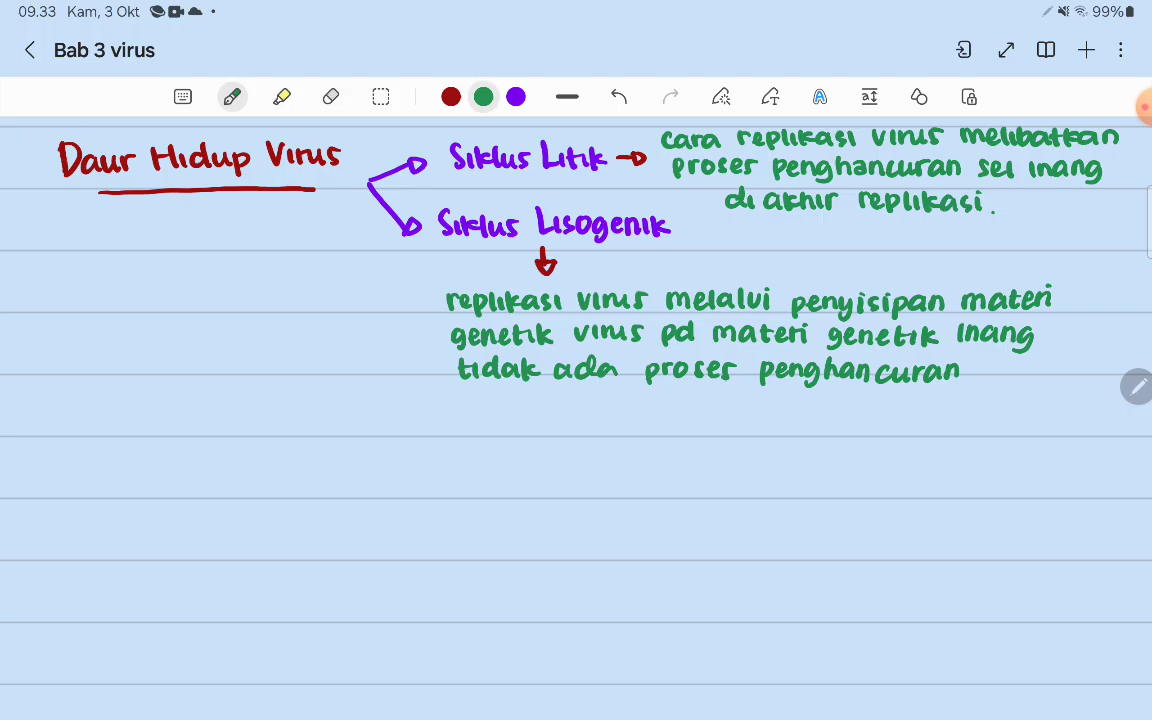 09.33 Kam, 3 Okt
99%
Bab 3 virus
Daur Hidup Virus
Siklus Litik
cara replikasi virus melibatkan
proses penghancuran sel inang
di akhir replikasi.
Siklus Lisogenik
replikasi virus melalui penyisipan materi
genetik virus pd materi genetik inang
tidak ada proses penghancuran